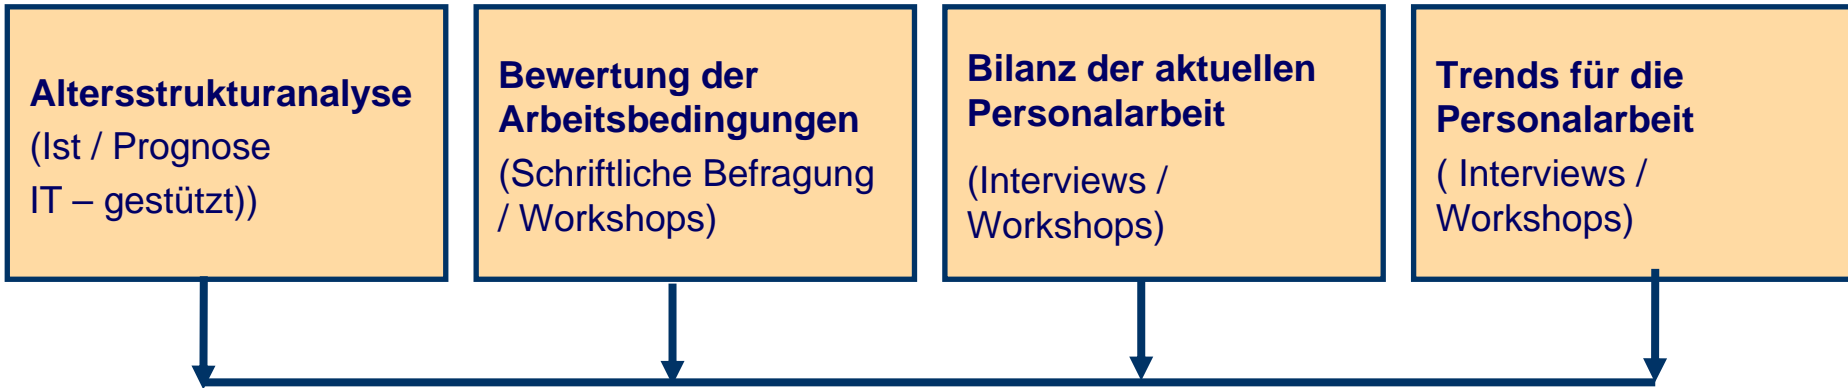 Altersstrukturanalyse
(Ist / Prognose
IT – gestützt))
Bewertung der
Arbeitsbedingungen
(Schriftliche Befragung
/ Workshops)
Bilanz der aktuellen
Personalarbeit
(Interviews /
Workshops)
Trends für die
Personalarbeit
( Interviews /
Workshops)